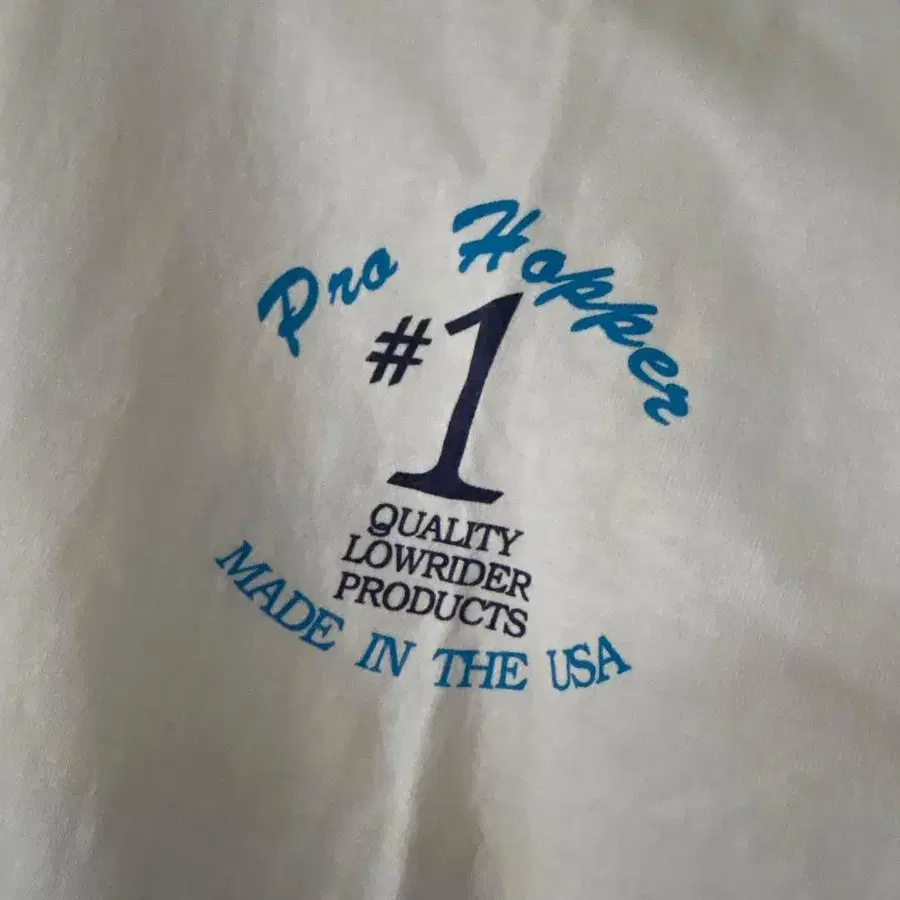 Pro Hopper
#1
QUALITY
LOWRIDER
PRODUCTS
MADE IN THE USA